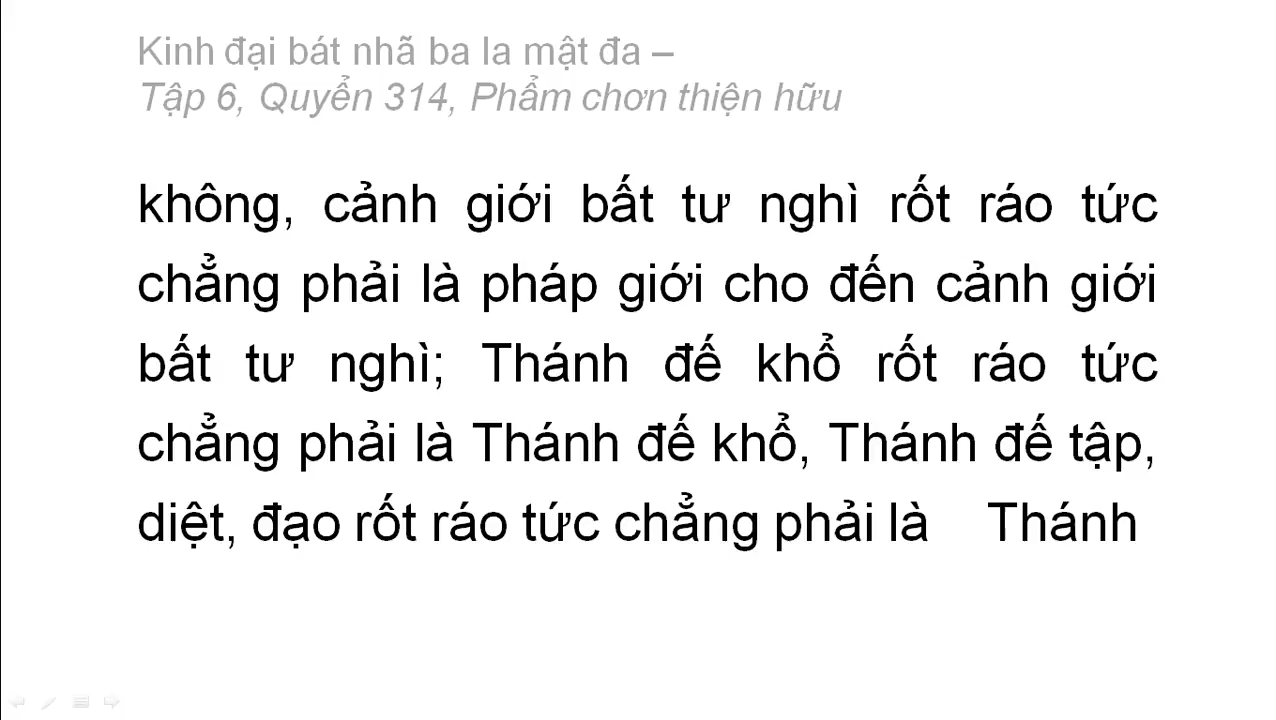 Kinh đại bát nhã ba la mật đa –
Tập 6, Quyển 314, Phẩm chơn thiện hữu
không, cảnh giới bất tư nghì rốt ráo tức
chẳng phải là pháp giới cho đến cảnh giới
bất tư nghì; Thánh đế khổ rốt ráo tức
chẳng phải là Thánh đế khổ, Thánh đế tập,
diệt, đạo rốt ráo tức chẳng phải là Thánh